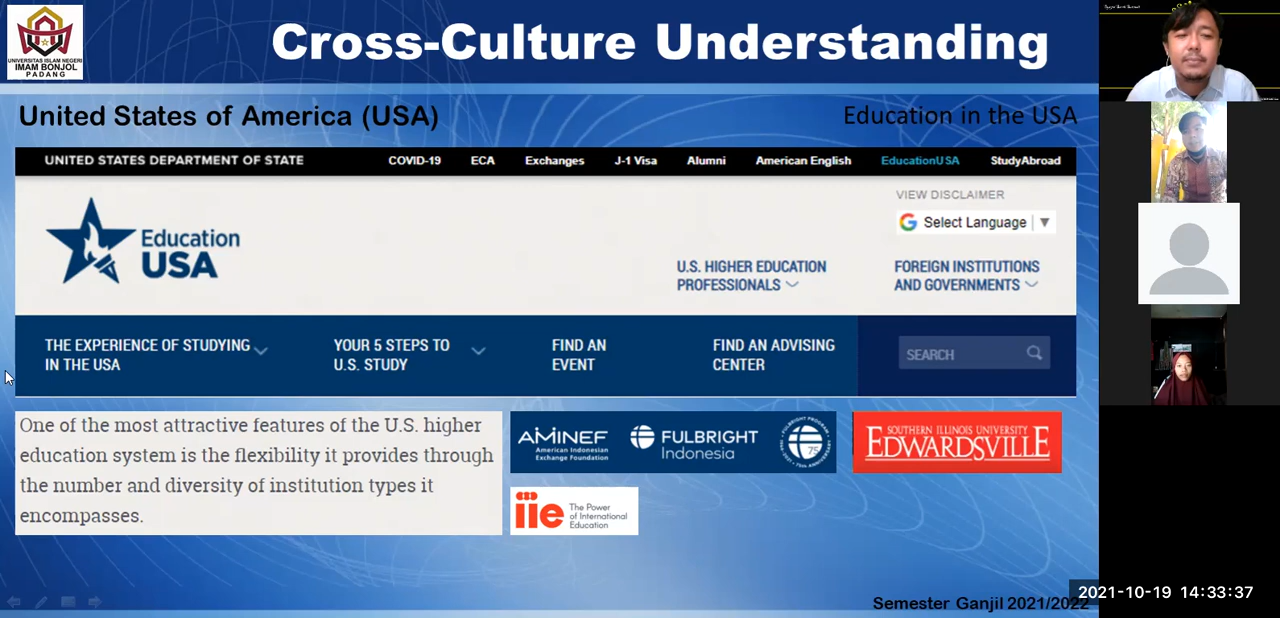 UNIVERSITAS ISLAM NEGERI
IMAM BONJOL
PADANG
Cross-Culture Understanding
United States of America (USA)
Education in the USA
UNITED STATES DEPARTMENT OF STATE
COVID-19 ECA Exchanges J-1 Visa Alumni American English EducationUSA StudyAbroad
VIEW DISCLAIMER
G Select Language
Education
USA
U.S. HIGHER EDUCATION
PROFESSIONALS
FOREIGN INSTITUTIONS
AND GOVERNMENTS
THE EXPERIENCE OF STUDYING
IN THE USA
YOUR 5 STEPS TO
U.S. STUDY
FIND AN
EVENT
FIND AN ADVISING
CENTER
SEARCH
One of the most attractive features of the U.S. higher
education system is the flexibility it provides through
the number and diversity of institution types it
encompasses.
AMINEF
American Indonesian
Exchange Foundation
FULBRIGHT
Indonesia
75
SOUTHERN ILLINOIS UNIVERSITY
EDWARDSVILLE
iie
The Power
of International
Education
Semester Ganjil 2021/2022
2021-10-19 14:33:37